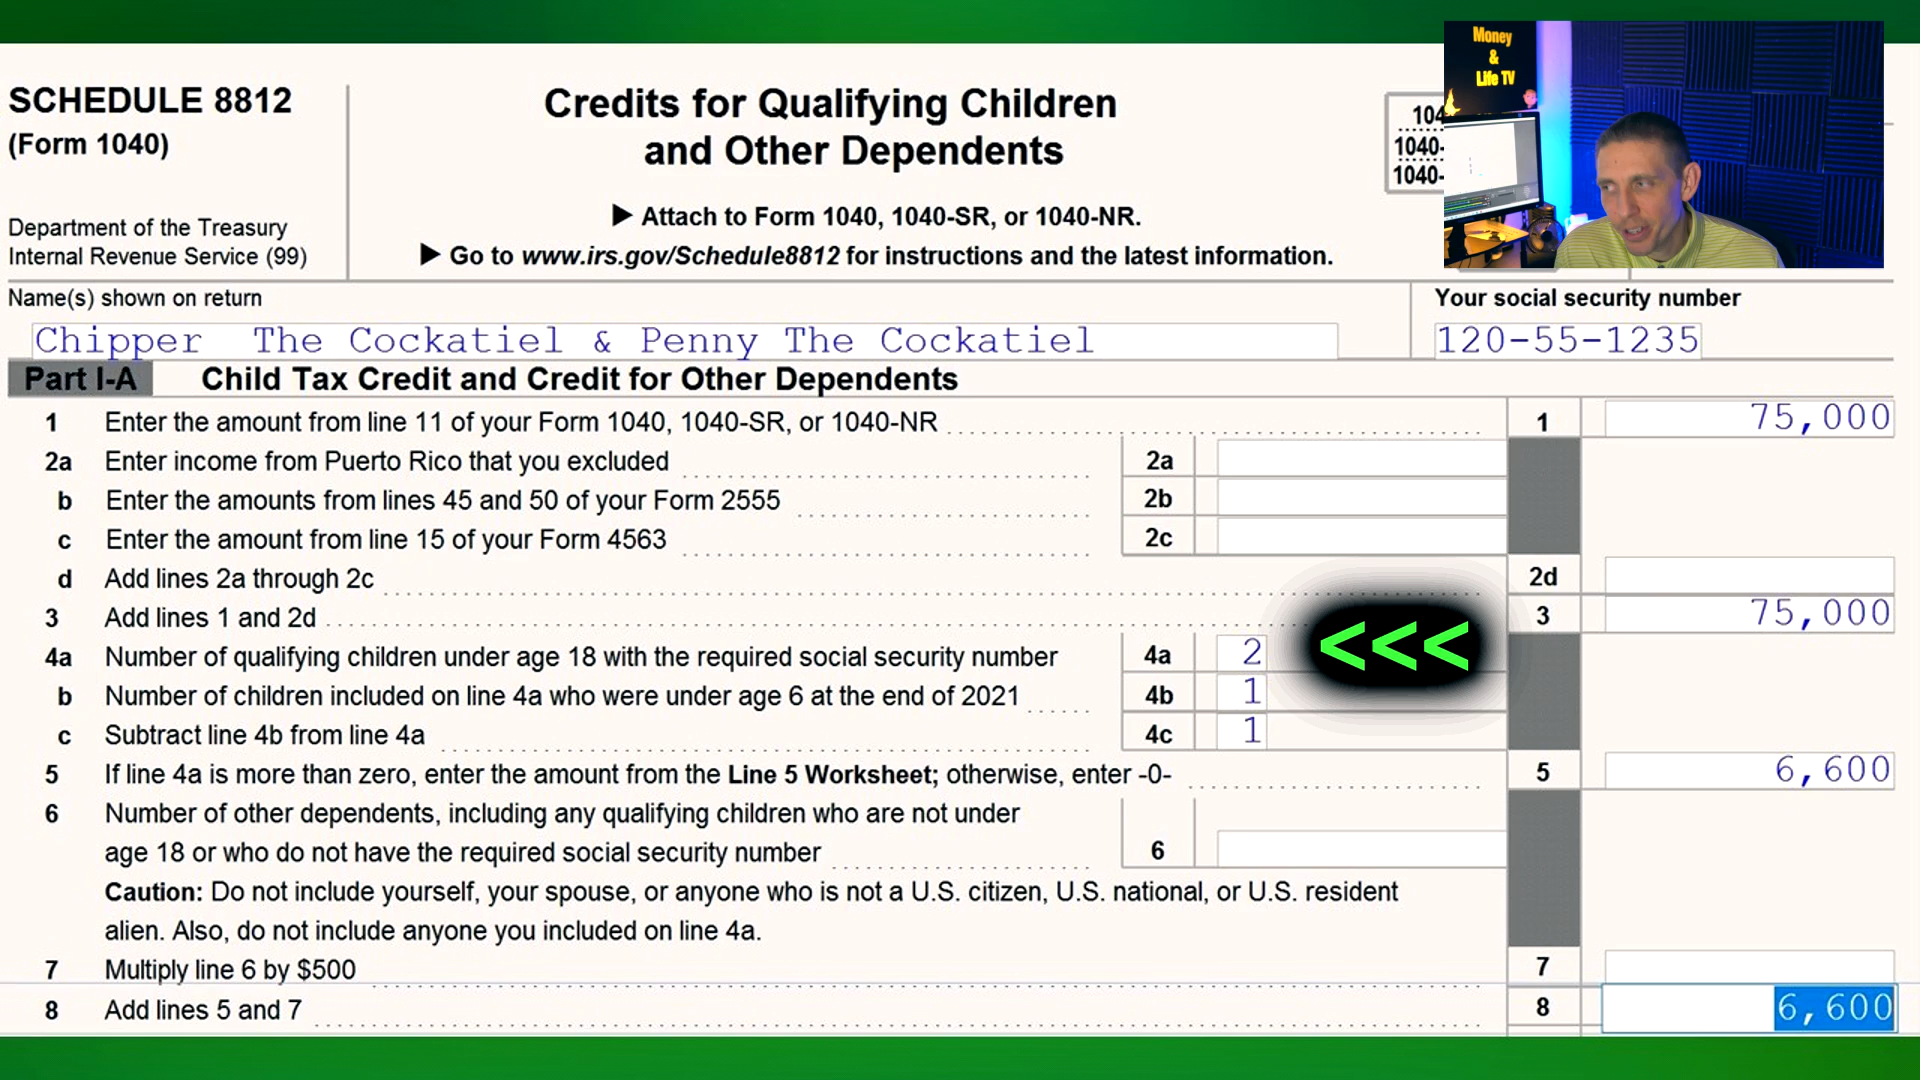 Money
&
Life TV
SCHEDULE 8812
(Form 1040)
Department of the Treasury
Internal Revenue Service (99)
Credits for Qualifying Children
and Other Dependents
▶ Attach to Form 1040, 1040-SR, or 1040-NR.
▶ Go to www.irs.gov/Schedule8812 for instructions and the latest information.
104
1040-
1040-
Name(s) shown on return
Your social security number
Chipper The Cockatiel & Penny The Cockatiel
120-55-1235
Part I-A Child Tax Credit and Credit for Other Dependents
1 Enter the amount from line 11 of your Form 1040, 1040-SR, or 1040-NR 1 75,000
2a Enter income from Puerto Rico that you excluded 2a
b Enter the amounts from lines 45 and 50 of your Form 2555 2b
c Enter the amount from line 15 of your Form 4563 2c
d Add lines 2a through 2c 2d
3 Add lines 1 and 2d 3 75,000
<<<
4a Number of qualifying children under age 18 with the required social security number 4a 2
b Number of children included on line 4a who were under age 6 at the end of 2021 4b 1
c Subtract line 4b from line 4a 4c 1
5 If line 4a is more than zero, enter the amount from the Line 5 Worksheet; otherwise, enter -0- 5 6,600
6 Number of other dependents, including any qualifying children who are not under
age 18 or who do not have the required social security number 6
Caution: Do not include yourself, your spouse, or anyone who is not a U.S. citizen, U.S. national, or U.S. resident
alien. Also, do not include anyone you included on line 4a.
7 Multiply line 6 by $500 7
8 Add lines 5 and 7 8 6,600